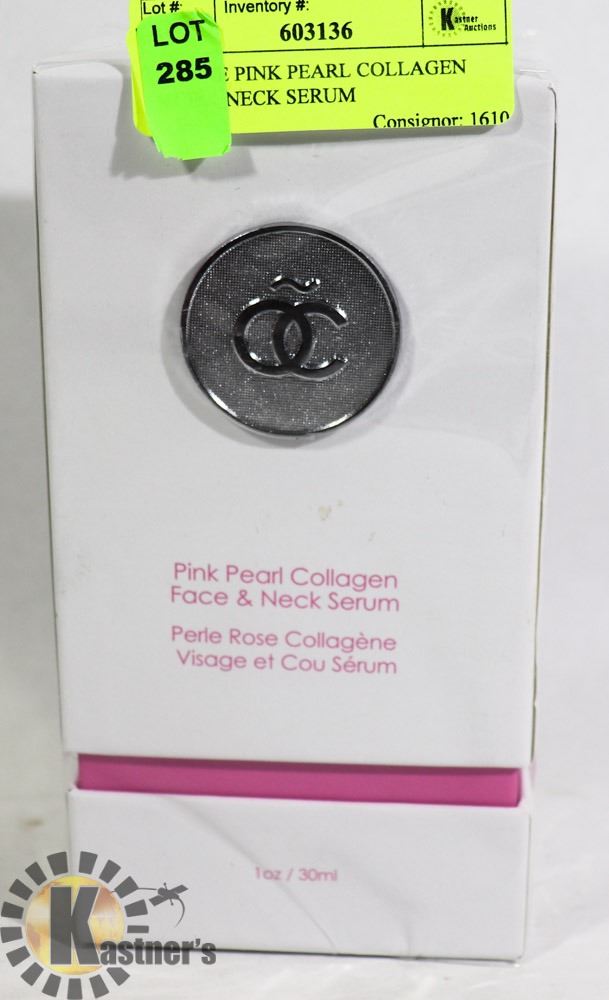 Lot #:
Inventory #:
603136
Kastner
Auctions
LOT
285
PINK PEARL COLLAGEN
NECK SERUM
Consignor: 1610
Pink Pearl Collagen
Face & Neck Serum
Perle Rose Collagène
Visage et Cou Sérum
1oz / 30ml
Kastner's